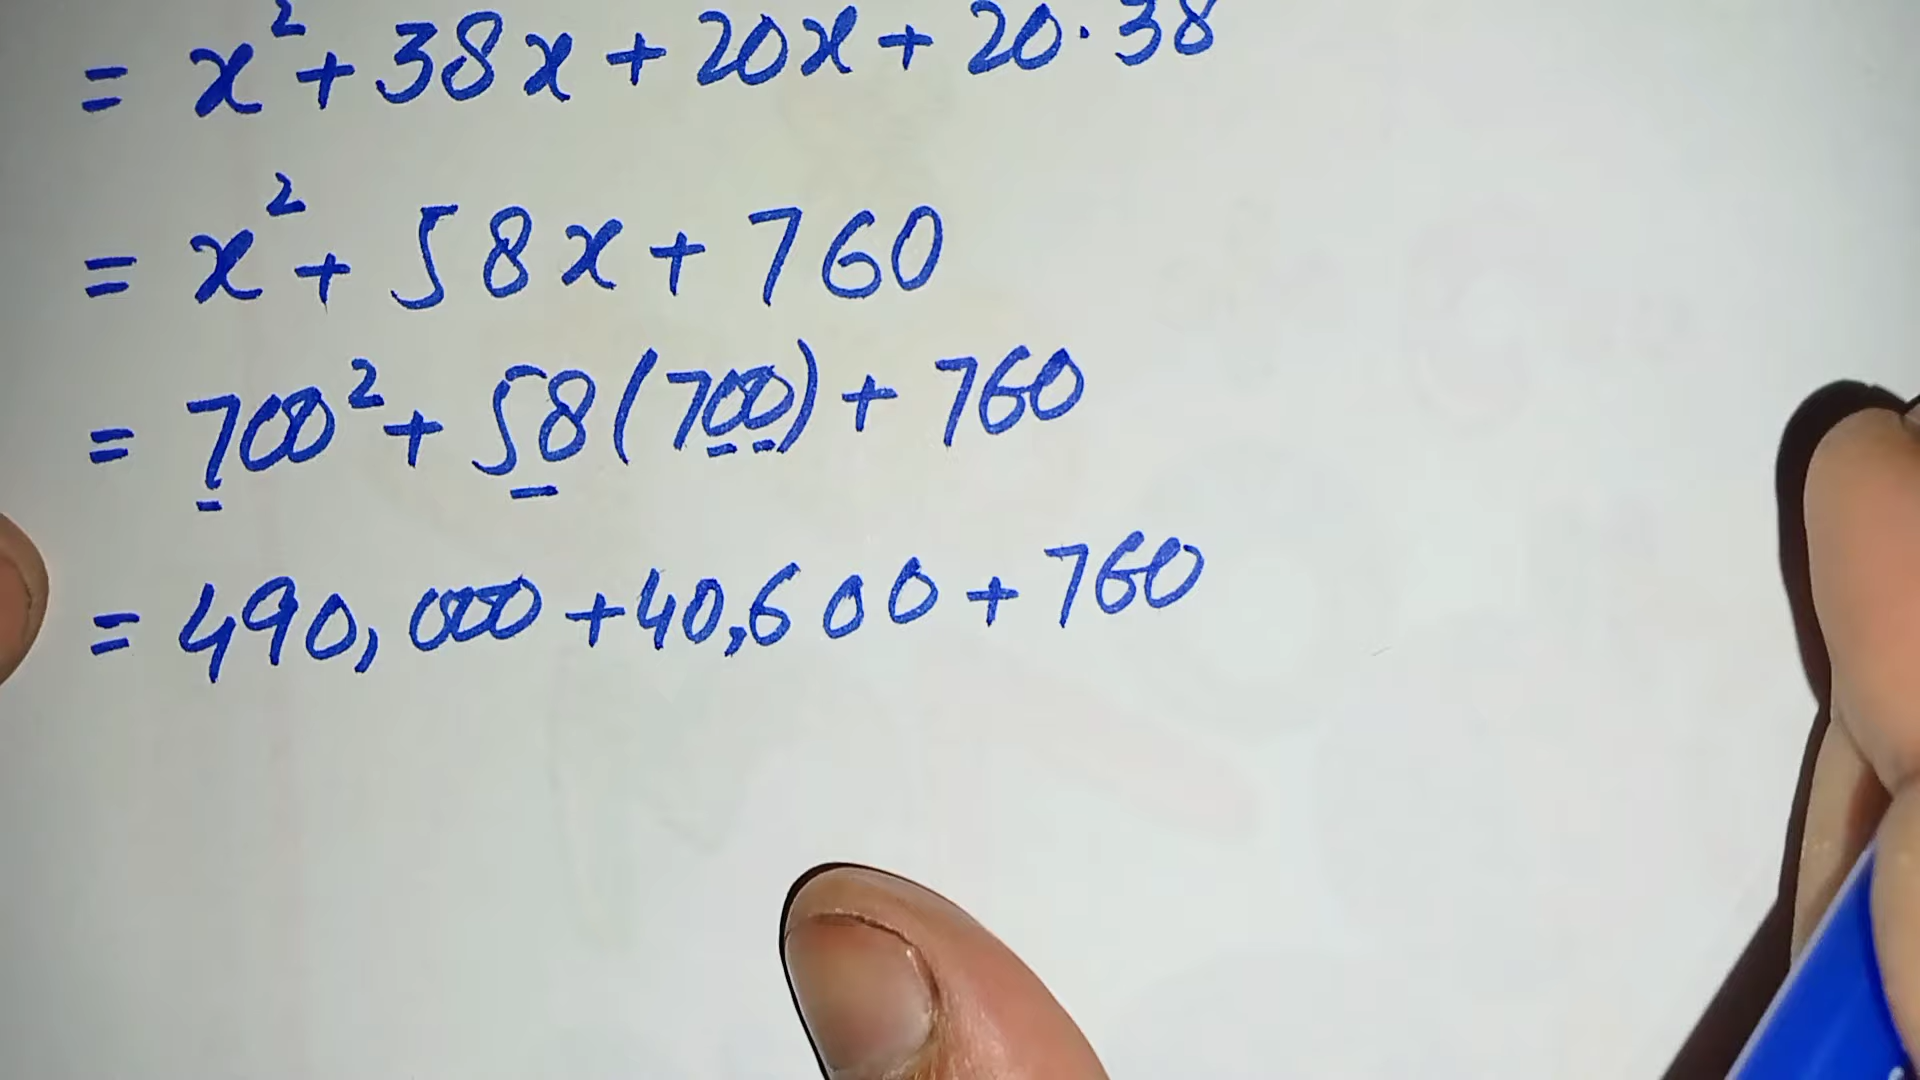 = x² + 38x + 20x + 20·38
= x² + 58x + 760
= 700² + 58(700) + 760
= 490,000 + 40,600 + 760